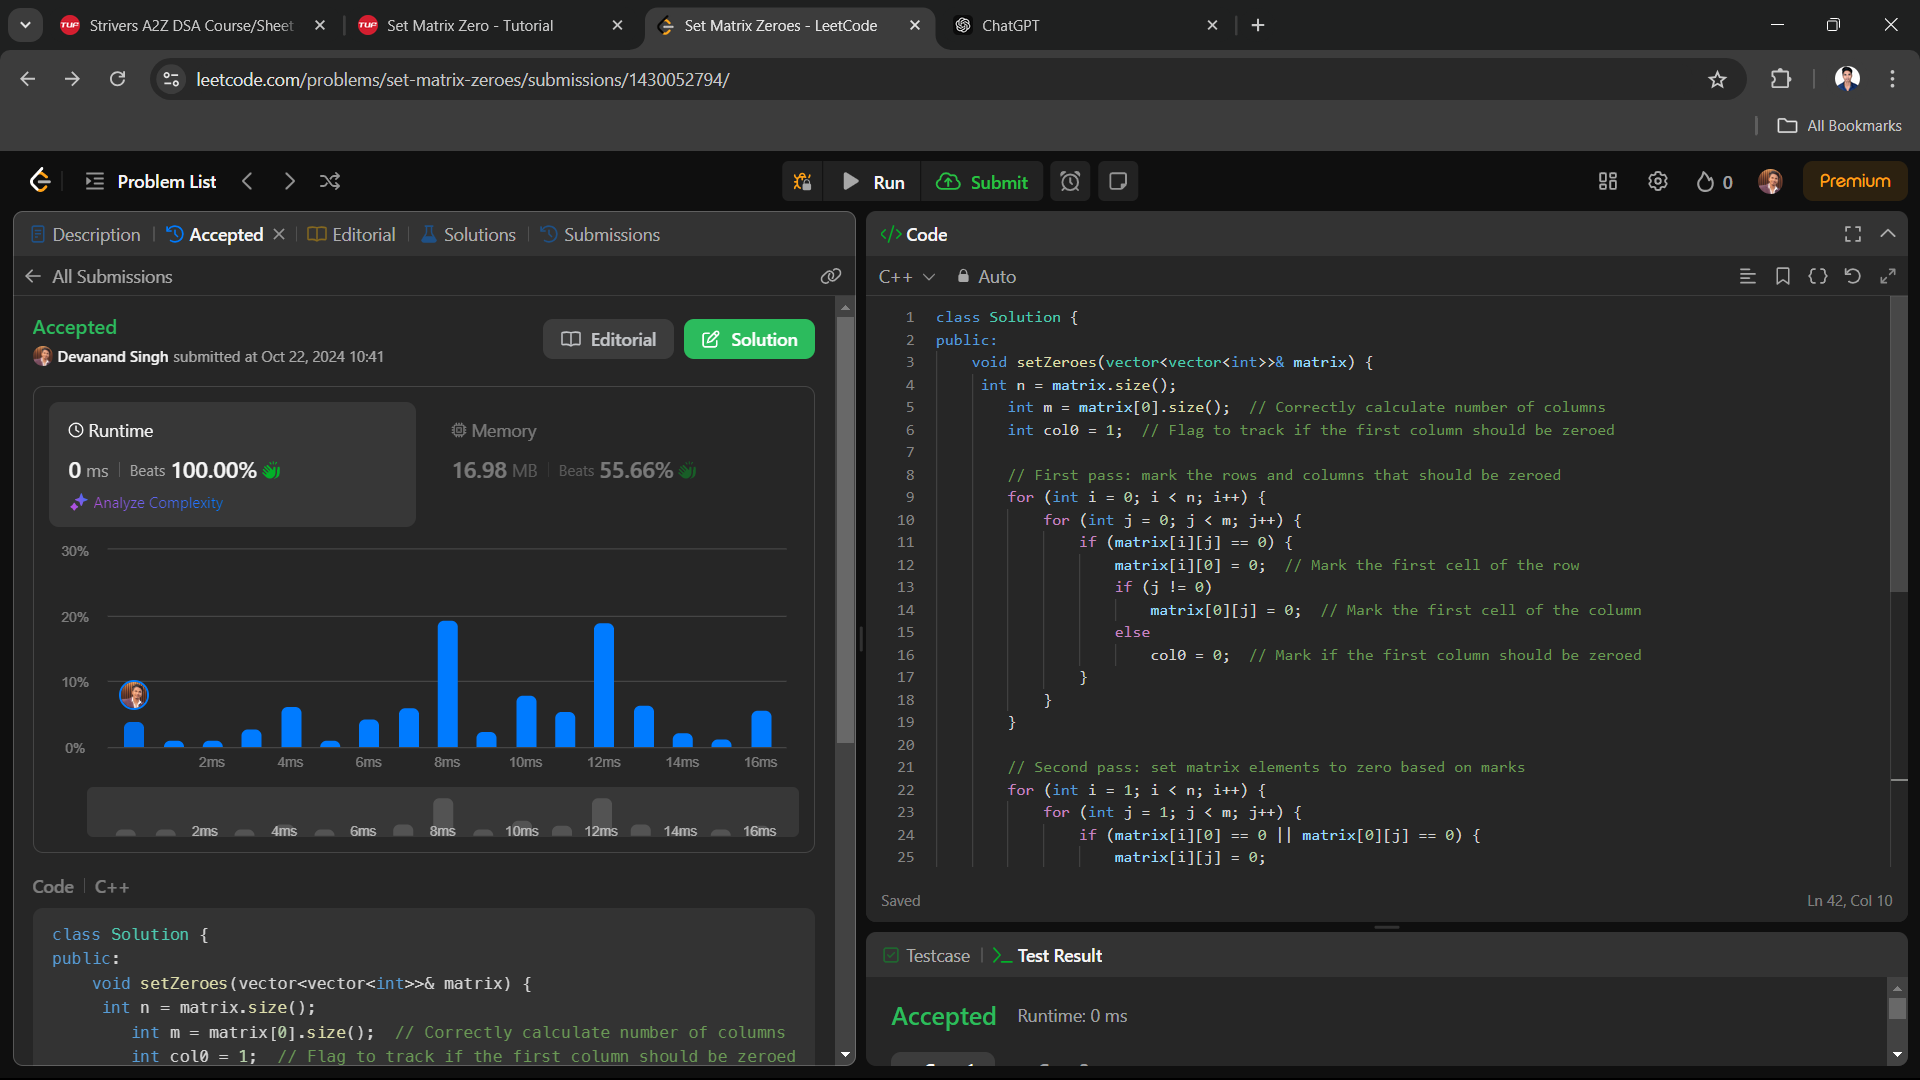 Strivers A2Z DSA Course/Sheet
Set Matrix Zero - Tutorial
Set Matrix Zeroes - LeetCode
ChatGPT
leetcode.com/problems/set-matrix-zeroes/submissions/1430052794/
All Bookmarks
Problem List
Run
Submit
0
Premium
Description
Accepted
Editorial
Solutions
Submissions
All Submissions
Accepted
Devanand Singh submitted at Oct 22, 2024 10:41
Editorial
Solution
Runtime
0 ms
Beats 100.00%
Analyze Complexity
Memory
16.98 MB
Beats 55.66%
30%
20%
10%
0%
2ms 4ms 6ms 8ms 10ms 12ms 14ms 16ms
2ms 4ms 6ms 8ms 10ms 12ms 14ms 16ms
Code
C++
class Solution {
public:
void setZeroes(vector<vector<int>>& matrix) {
int n = matrix.size();
int m = matrix[0].size(); // Correctly calculate number of columns
int col0 = 1; // Flag to track if the first column should be zeroed
</> Code
C++
Auto
1 class Solution {
2 public:
3 void setZeroes(vector<vector<int>>& matrix) {
4 int n = matrix.size();
5 int m = matrix[0].size(); // Correctly calculate number of columns
6 int col0 = 1; // Flag to track if the first column should be zeroed
7
8 // First pass: mark the rows and columns that should be zeroed
9 for (int i = 0; i < n; i++) {
10 for (int j = 0; j < m; j++) {
11 if (matrix[i][j] == 0) {
12 matrix[i][0] = 0; // Mark the first cell of the row
13 if (j != 0)
14 matrix[0][j] = 0; // Mark the first cell of the column
15 else
16 col0 = 0; // Mark if the first column should be zeroed
17 }
18 }
19 }
20
21 // Second pass: set matrix elements to zero based on marks
22 for (int i = 1; i < n; i++) {
23 for (int j = 1; j < m; j++) {
24 if (matrix[i][0] == 0 || matrix[0][j] == 0) {
25 matrix[i][j] = 0;
Saved
Ln 42, Col 10
Testcase
Test Result
Accepted
Runtime: 0 ms